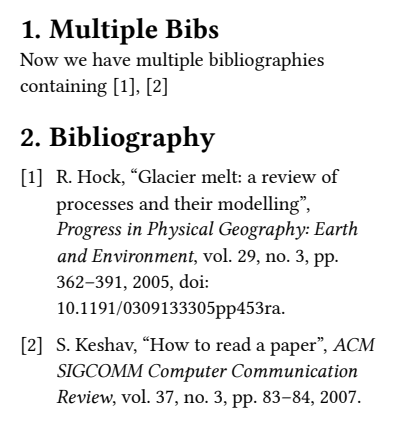 1. Multiple Bibs
Now we have multiple bibliographies
containing [1], [2]
2. Bibliography
[1] R. Hock, “Glacier melt: a review of
processes and their modelling”,
Progress in Physical Geography: Earth
and Environment, vol. 29, no. 3, pp.
362–391, 2005, doi:
10.1191/0309133305pp453ra.
[2] S. Keshav, “How to read a paper”, ACM
SIGCOMM Computer Communication
Review, vol. 37, no. 3, pp. 83–84, 2007.